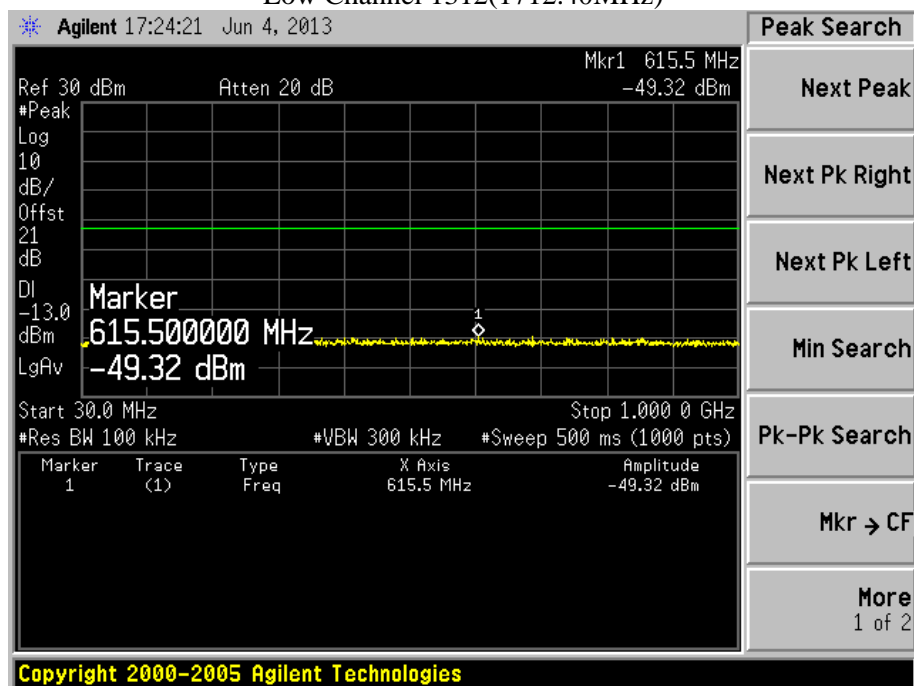 Low Channel 1312(1712.40MHz)
Agilent 17:24:21 Jun 4, 2013
Peak Search
Mkr1 615.5 MHz
Ref 30 dBm Atten 20 dB -49.32 dBm
#Peak
Log
10
dB/
Offst
21
dB
DI
-13.0
dBm
LgAv
Marker
615.500000 MHz
-49.32 dBm
1
Start 30.0 MHz Stop 1.000 0 GHz
#Res BW 100 kHz #VBW 300 kHz #Sweep 500 ms (1000 pts)
Marker Trace Type X Axis Amplitude
1 (1) Freq 615.5 MHz -49.32 dBm
Next Peak
Next Pk Right
Next Pk Left
Min Search
Pk-Pk Search
Mkr → CF
More
1 of 2
Copyright 2000-2005 Agilent Technologies